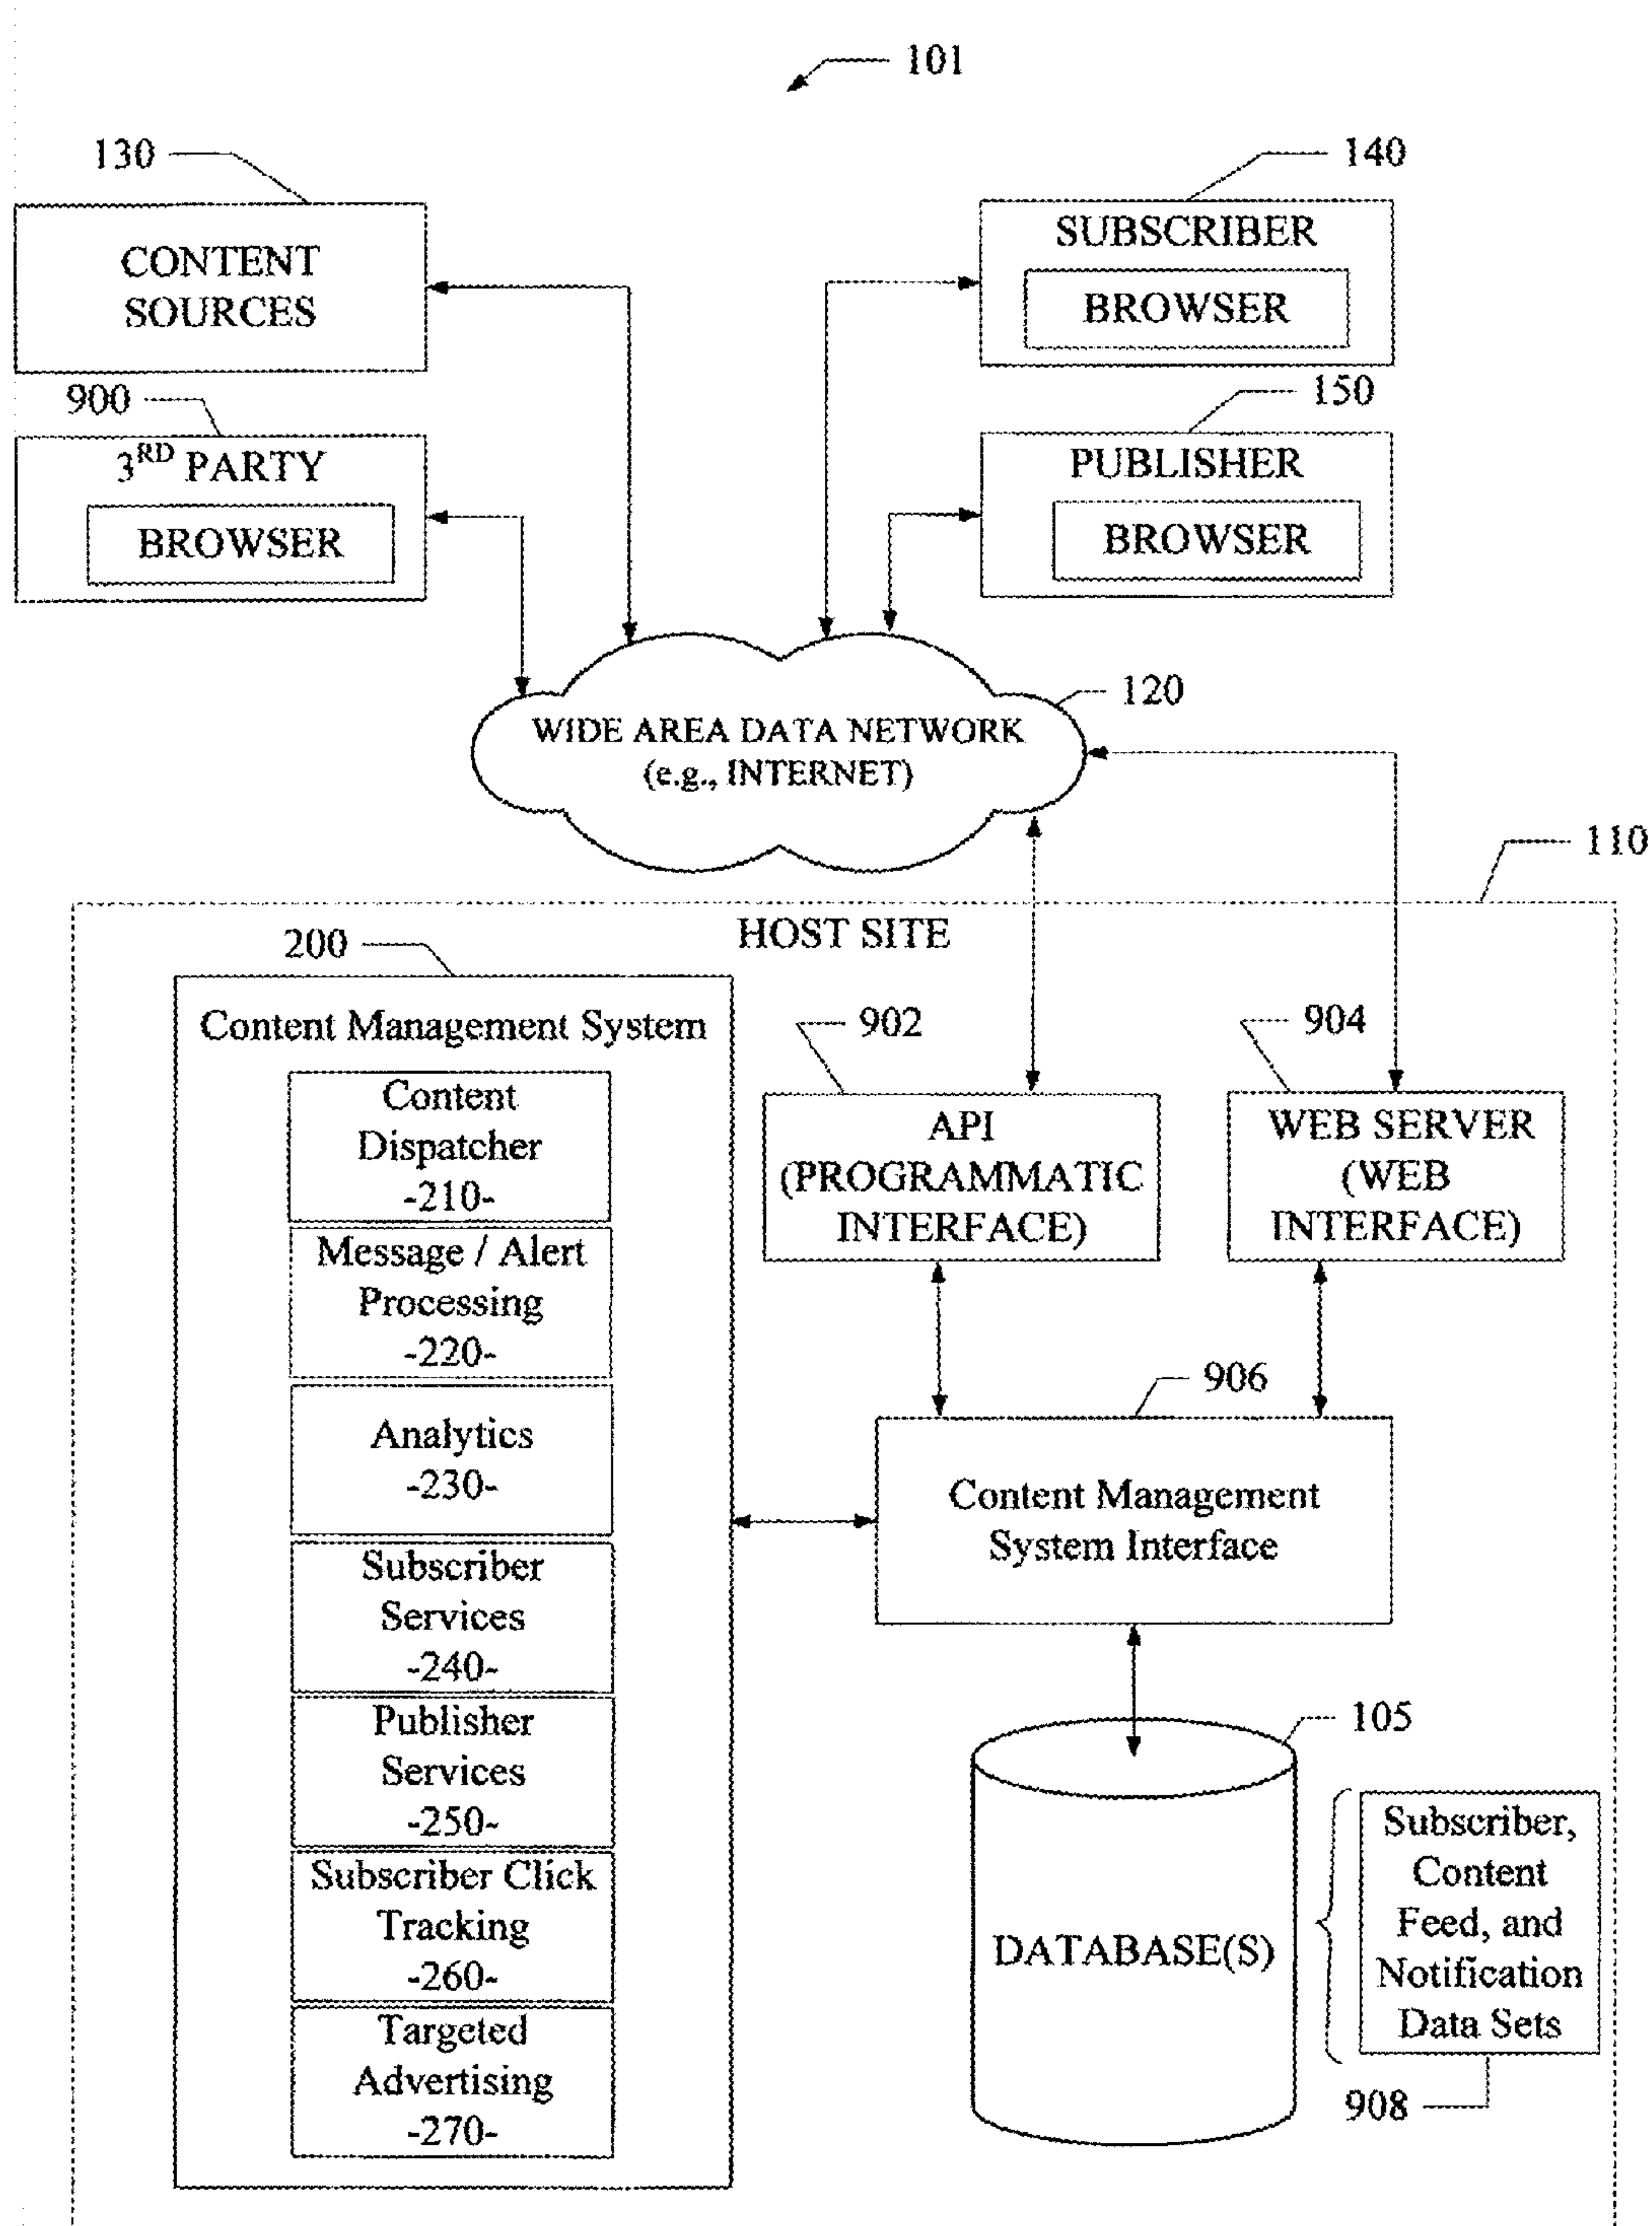 101
130
140
CONTENT
SOURCES
SUBSCRIBER
BROWSER
900
150
3RD PARTY
BROWSER
PUBLISHER
BROWSER
120
WIDE AREA DATA NETWORK
(e.g., INTERNET)
110
HOST SITE
200
Content Management System
Content
Dispatcher
-210-
Message / Alert
Processing
-220-
Analytics
-230-
Subscriber
Services
-240-
Publisher
Services
-250-
Subscriber Click
Tracking
-260-
Targeted
Advertising
-270-
902
API
(PROGRAMMATIC
INTERFACE)
904
WEB SERVER
(WEB
INTERFACE)
906
Content Management
System Interface
105
DATABASE(S)
Subscriber,
Content
Feed, and
Notification
Data Sets
908